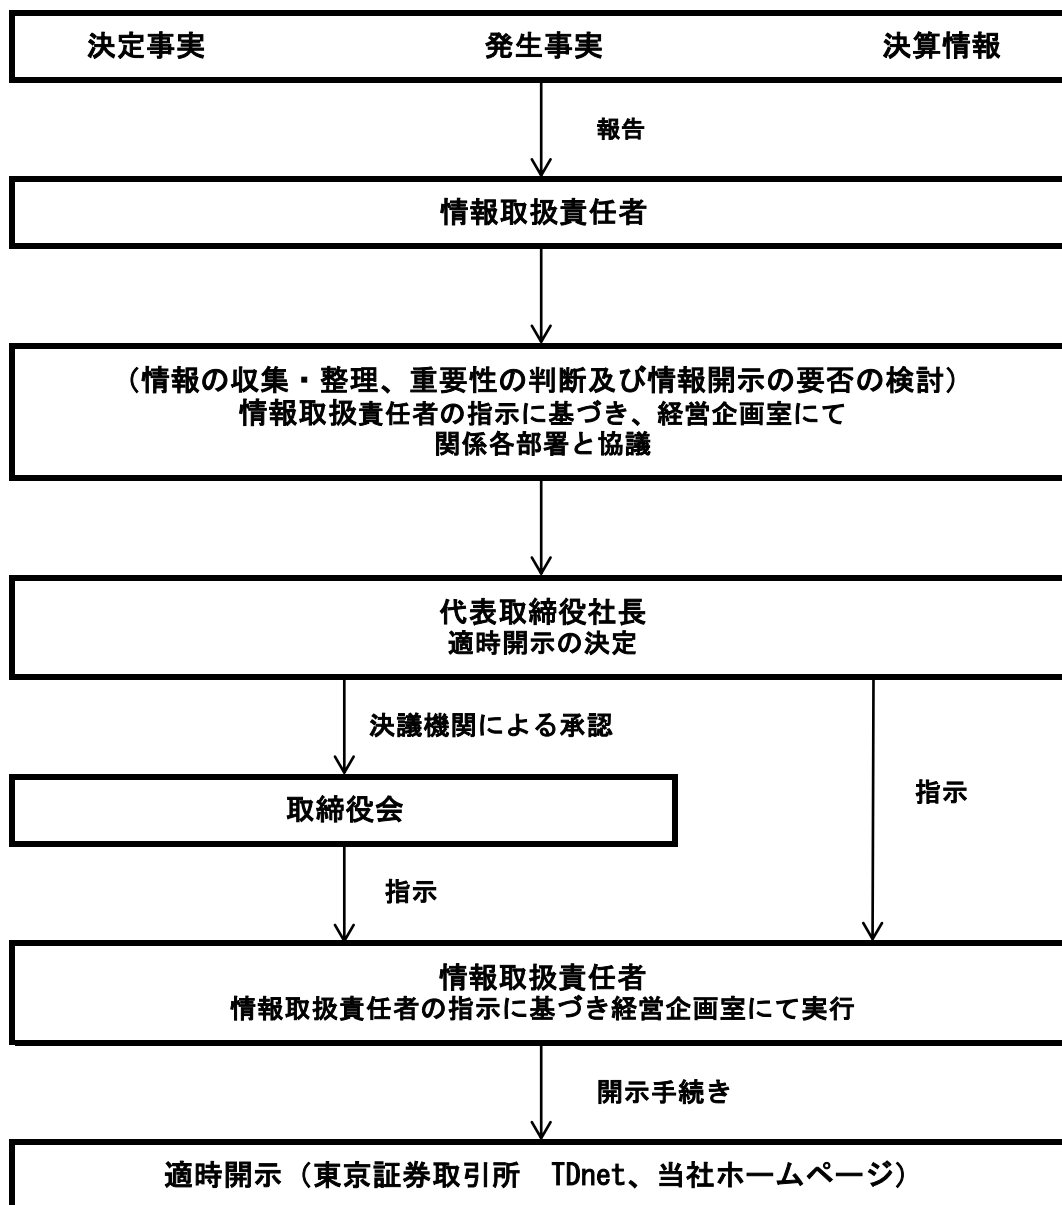 決定事実 発生事実 決算情報
報告
情報取扱責任者
（情報の収集・整理、重要性の判断及び情報開示の要否の検討）
情報取扱責任者の指示に基づき、経営企画室にて
関係各部署と協議
代表取締役社長
適時開示の決定
決議機関による承認
取締役会
指示
指示
情報取扱責任者
情報取扱責任者の指示に基づき経営企画室にて実行
開示手続き
適時開示（東京証券取引所　TDnet、当社ホームページ）